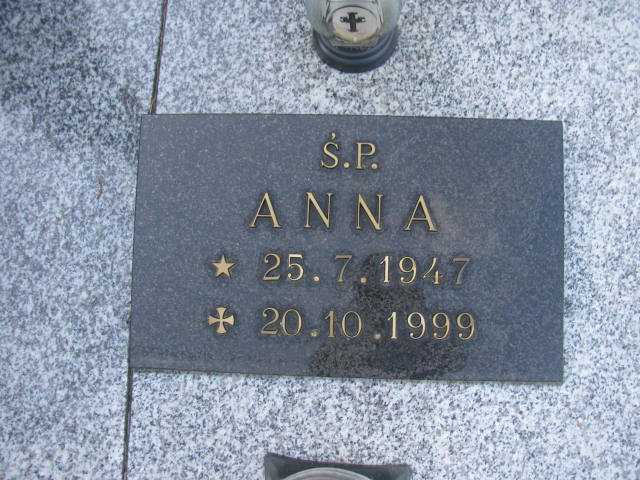 Ś.P.
ANNA
★ 25.7.1947
✠ 20.10.1999